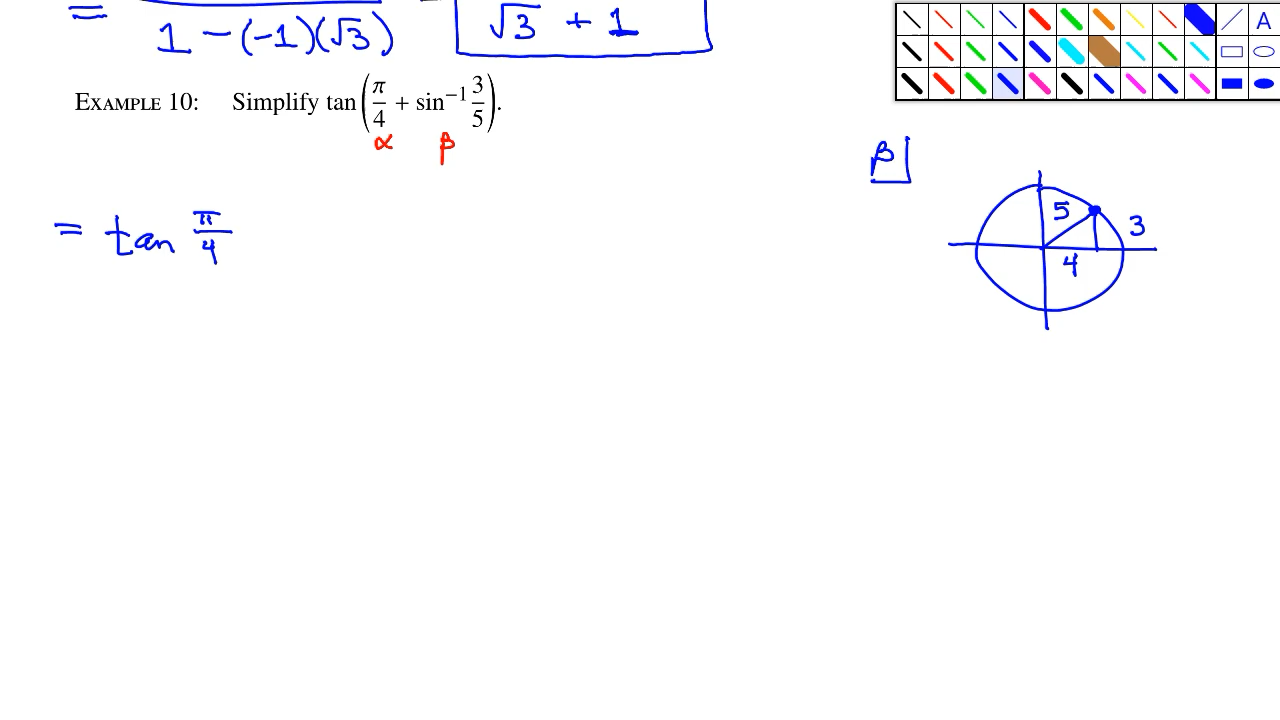 = 1 − (−1)(√3)
√3 + 1
EXAMPLE 10: Simplify tan(π/4 + sin⁻¹ 3/5).
α β
β
= tan π/4
5 3
4
A